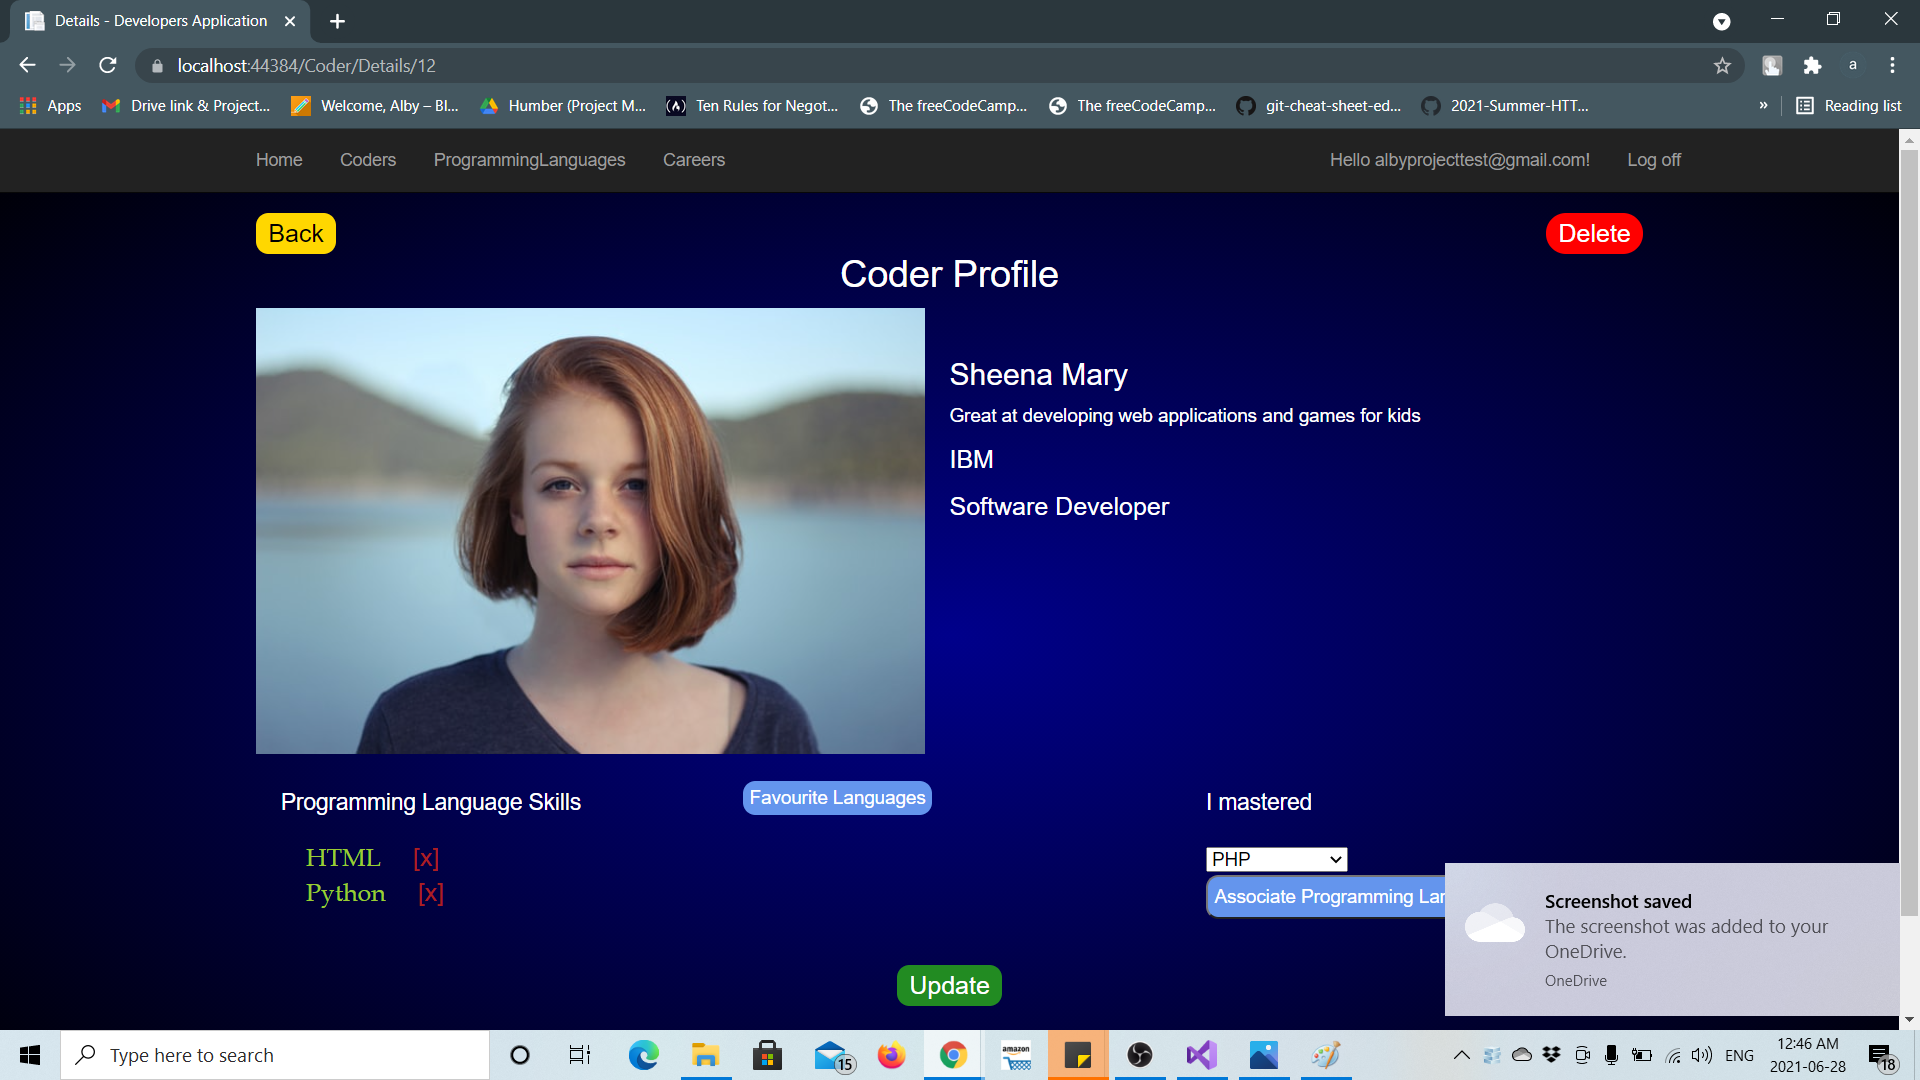 Details - Developers Application
localhost:44384/Coder/Details/12
a
Apps
Drive link & Project...
Welcome, Alby – Bl...
Humber (Project M...
Ten Rules for Negot...
The freeCodeCamp...
The freeCodeCamp...
git-cheat-sheet-ed...
2021-Summer-HTT...
»
Reading list
Home
Coders
ProgrammingLanguages
Careers
Hello albyprojecttest@gmail.com!
Log off
Back
Delete
Coder Profile
Sheena Mary
Great at developing web applications and games for kids
IBM
Software Developer
Programming Language Skills
Favourite Languages
I mastered
HTML [x]
Python [x]
PHP
Associate Programming Lan
Screenshot saved
The screenshot was added to your
OneDrive.
OneDrive
Update
Type here to search
15
amazon
ENG
12:46 AM
2021-06-28
18